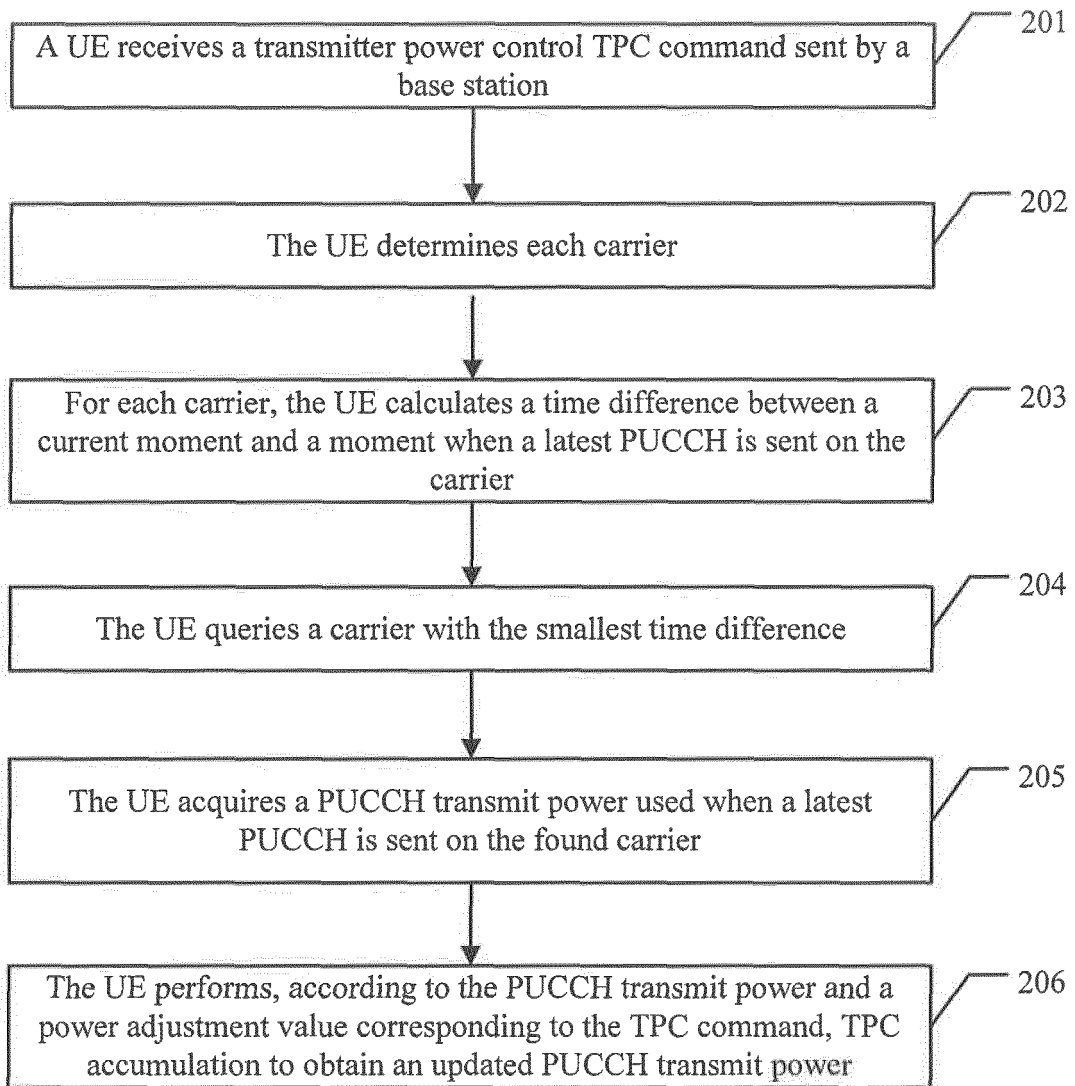 201
A UE receives a transmitter power control TPC command sent by a
base station
202
The UE determines each carrier
203
For each carrier, the UE calculates a time difference between a
current moment and a moment when a latest PUCCH is sent on the
carrier
204
The UE queries a carrier with the smallest time difference
205
The UE acquires a PUCCH transmit power used when a latest
PUCCH is sent on the found carrier
206
The UE performs, according to the PUCCH transmit power and a
power adjustment value corresponding to the TPC command, TPC
accumulation to obtain an updated PUCCH transmit power